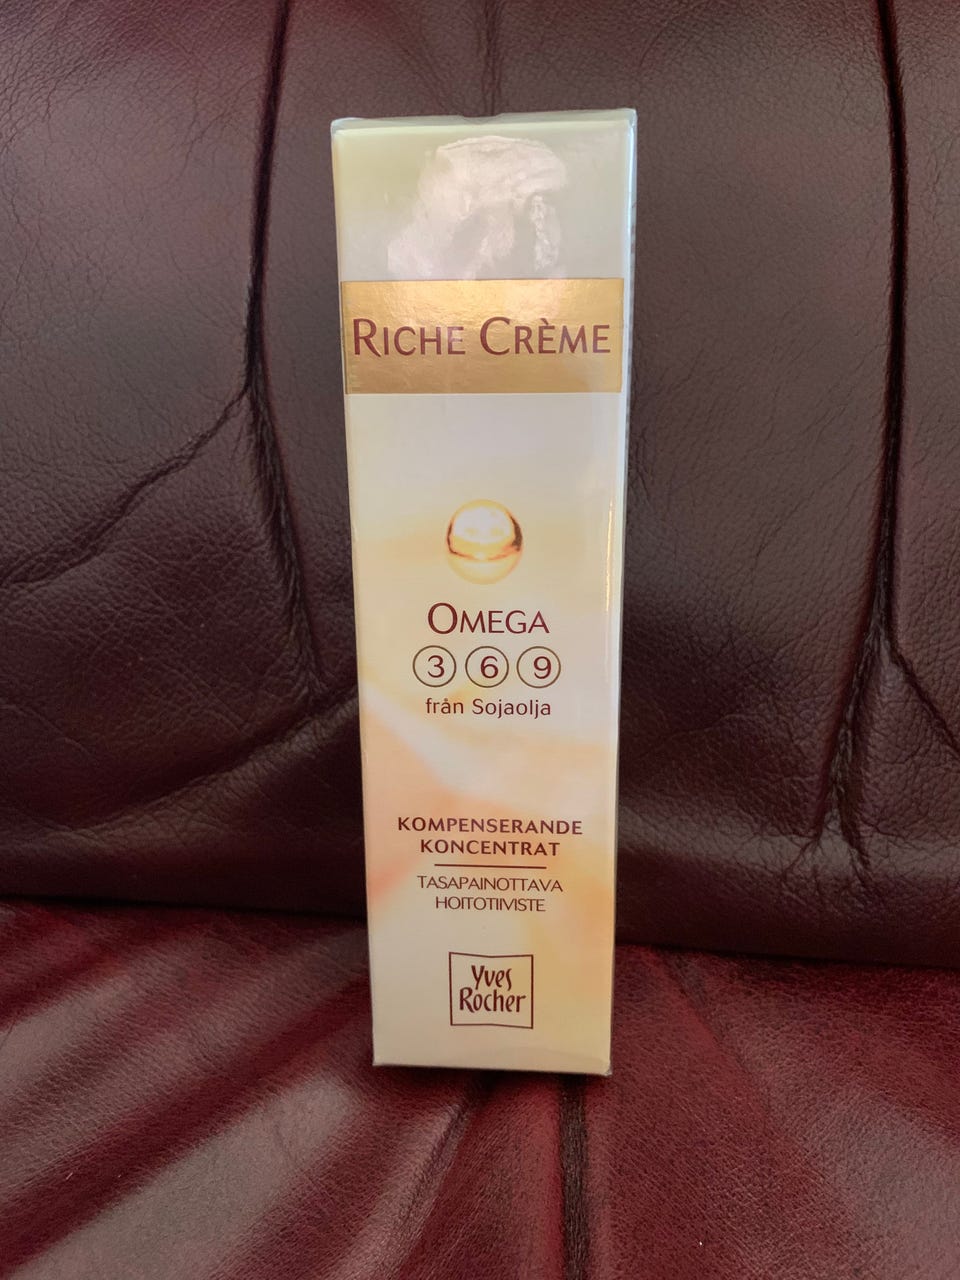 RICHE CRÈME
OMEGA
3 6 9
från Sojaolja
KOMPENSERANDE
KONCENTRAT
TASAPAINOTTAVA
HOITOTIIVISTE
Yves
Rocher